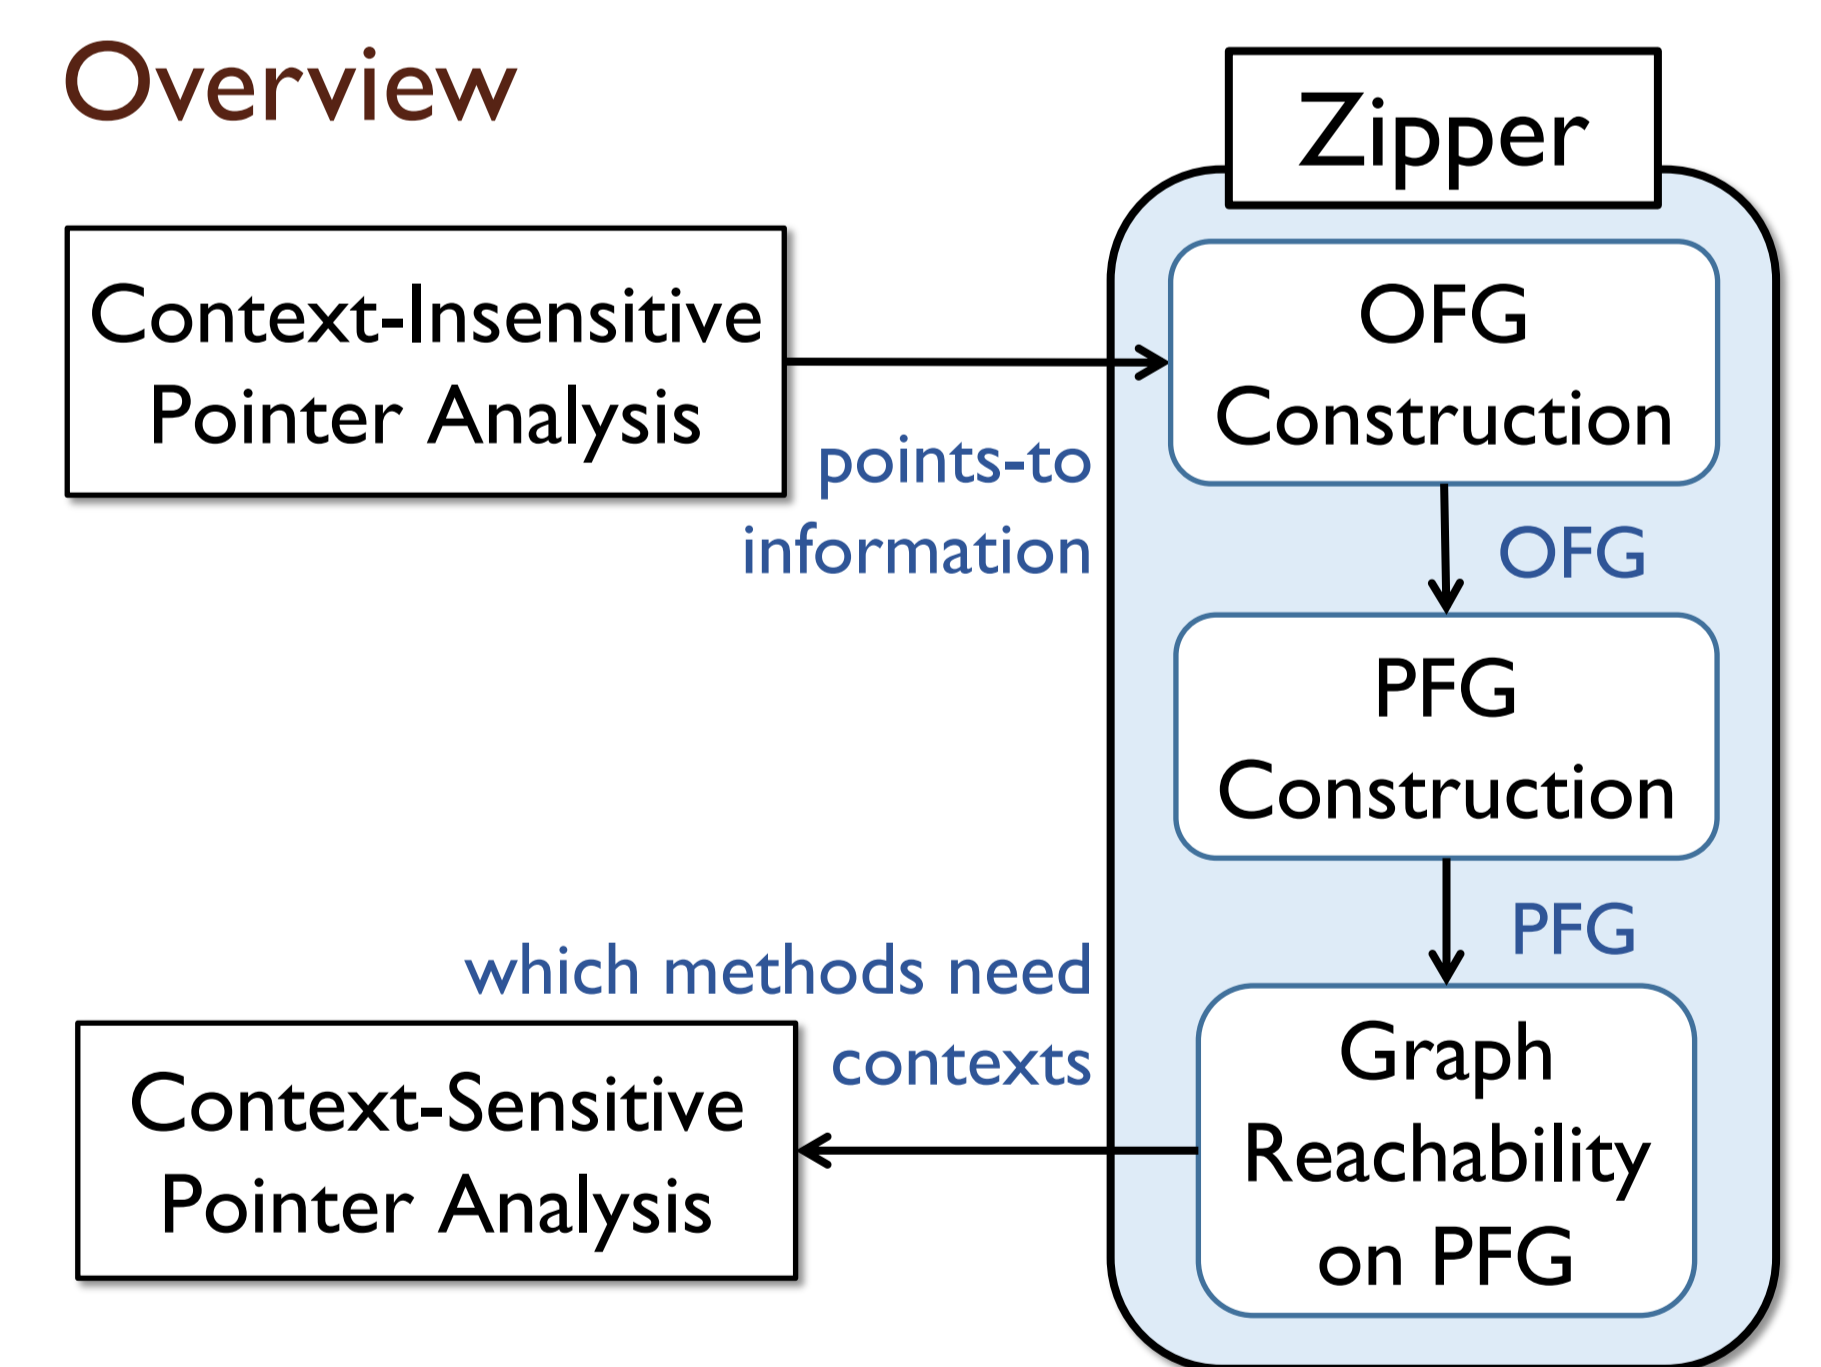 Overview
Zipper
Context-Insensitive
Pointer Analysis
points-to
information
OFG
Construction
OFG
PFG
Construction
PFG
Graph
Reachability
on PFG
which methods need
contexts
Context-Sensitive
Pointer Analysis